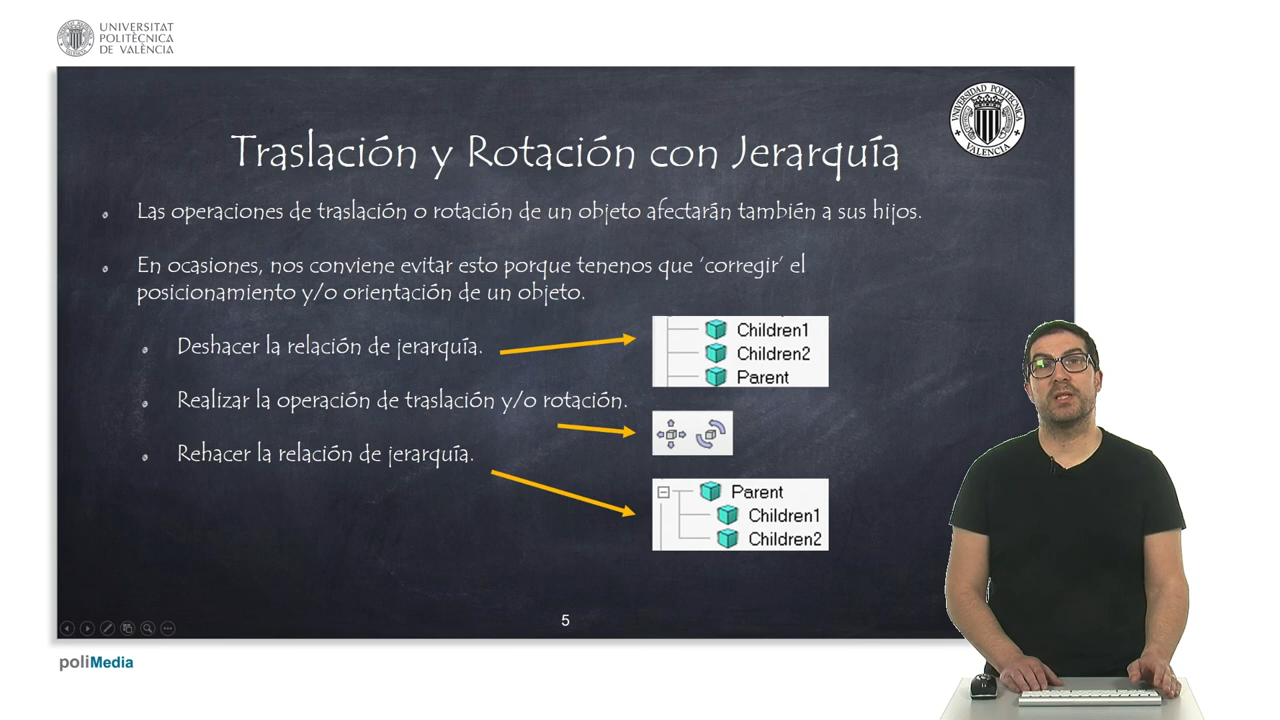 UNIVERSITAT
POLITÈCNICA
DE VALÈNCIA
UNIVERSIDAD POLITECNICA
VALENCIA
Traslación y Rotación con Jerarquía
Las operaciones de traslación o rotación de un objeto afectarán también a sus hijos.
En ocasiones, nos conviene evitar esto porque tenenos que ‘corregir’ el
posicionamiento y/o orientación de un objeto.
Deshacer la relación de jerarquía.
Children1
Children2
Parent
Realizar la operación de traslación y/o rotación.
Rehacer la relación de jerarquía.
Parent
Children1
Children2
5
poliMedia